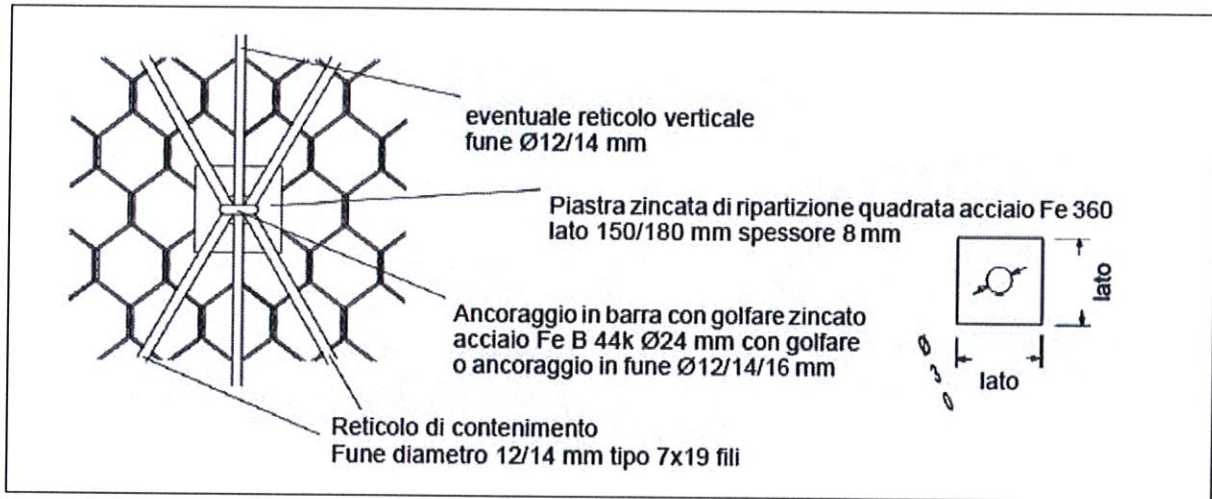 eventuale reticolo verticale
fune Ø12/14 mm
Piastra zincata di ripartizione quadrata acciaio Fe 360
lato 150/180 mm spessore 8 mm
Ancoraggio in barra con golfare zincato
acciaio Fe B 44k Ø24 mm con golfare
o ancoraggio in fune Ø12/14/16 mm
Reticolo di contenimento
Fune diametro 12/14 mm tipo 7x19 fili
lato
lato
Ø30